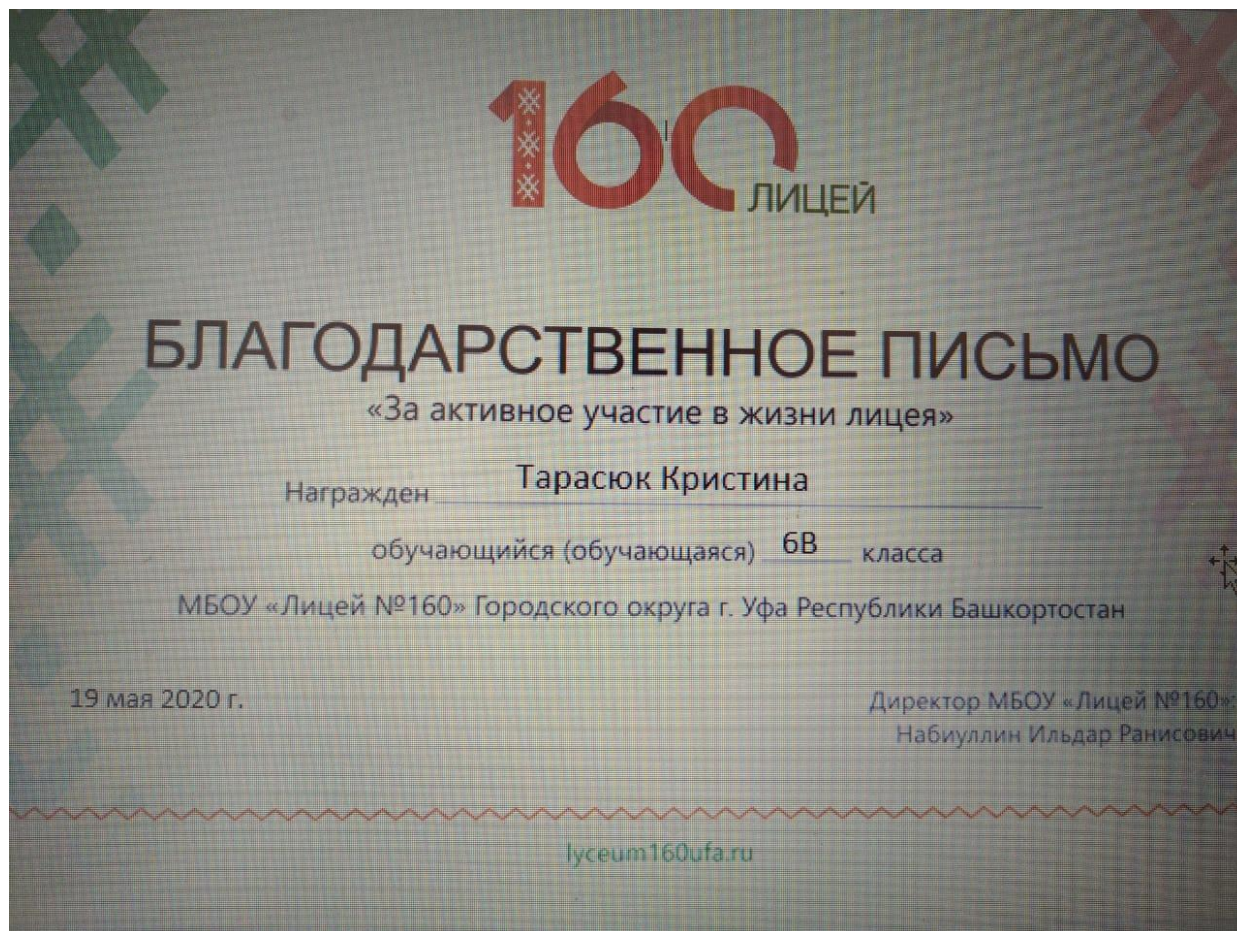 160 ЛИЦЕЙ
БЛАГОДАРСТВЕННОЕ ПИСЬМО
«За активное участие в жизни лицея»
Награжден Тарасюк Кристина
обучающийся (обучающаяся) 6В класса
МБОУ «Лицей №160» Городского округа г. Уфа Республики Башкортостан
19 мая 2020 г.
Директор МБОУ «Лицей №160»:
Набиуллин Ильдар Ранисович
lyceum160ufa.ru